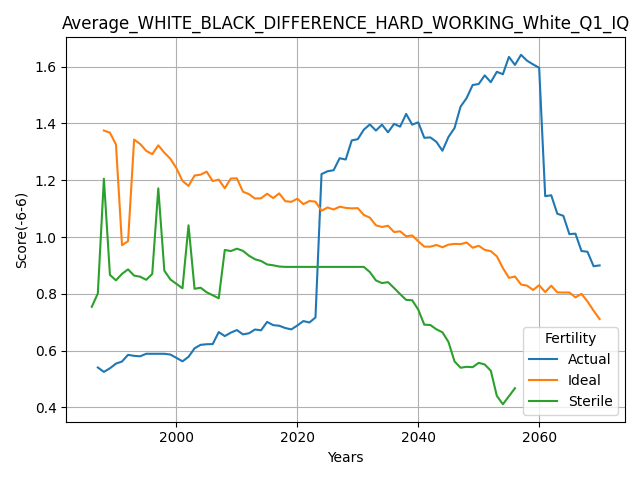 Average_WHITE_BLACK_DIFFERENCE_HARD_WORKING_White_Q1_IQ
Score(-6-6)
1.6
1.4
1.2
1.0
0.8
0.6
0.4
2000
2020
2040
2060
Years
Fertility
Actual
Ideal
Sterile